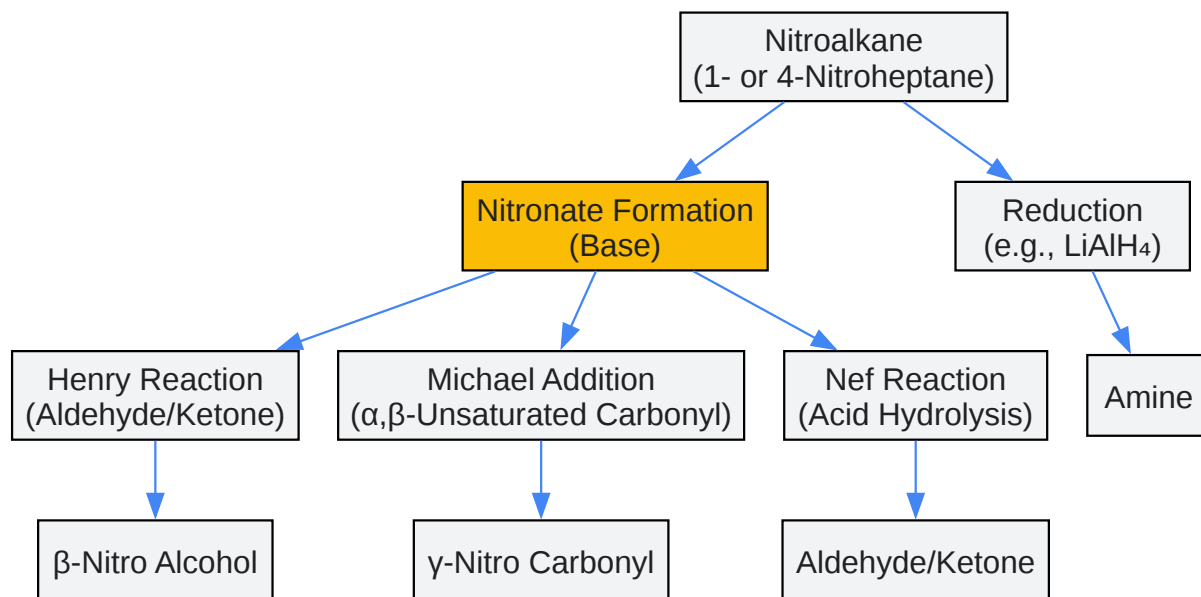 Nitroalkane
(1- or 4-Nitroheptane)
Nitronate Formation
(Base)
Reduction
(e.g., LiAlH₄)
Henry Reaction
(Aldehyde/Ketone)
Michael Addition
(α,β-Unsaturated Carbonyl)
Nef Reaction
(Acid Hydrolysis)
Amine
β-Nitro Alcohol
γ-Nitro Carbonyl
Aldehyde/Ketone